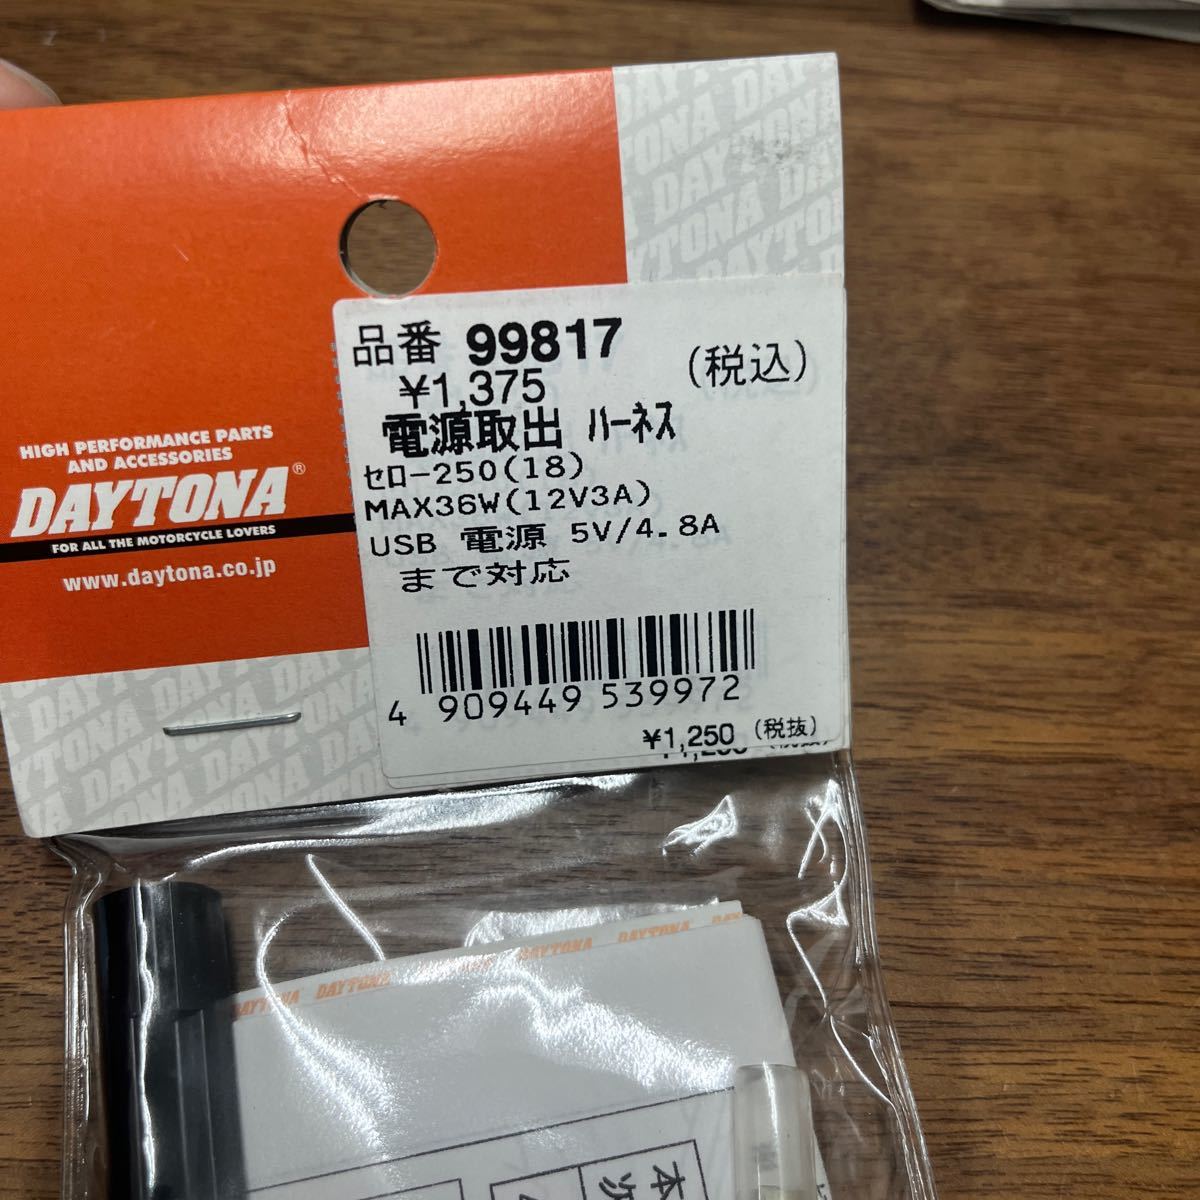 HIGH PERFORMANCE PARTS
AND ACCESSORIES
DAYTONA®
FOR ALL THE MOTORCYCLE LOVERS
www.daytona.co.jp
品番 99817
¥1,375 (税込)
電源取出 ﾊｰﾈｽ
ｾﾛｰ250(18)
MAX36W(12V3A)
USB 電源 5V/4.8A
まで対応
4 909449 539972
¥1,250 (税抜)
DAYTONA DAYTONA DAYTONA DAYTONA
本